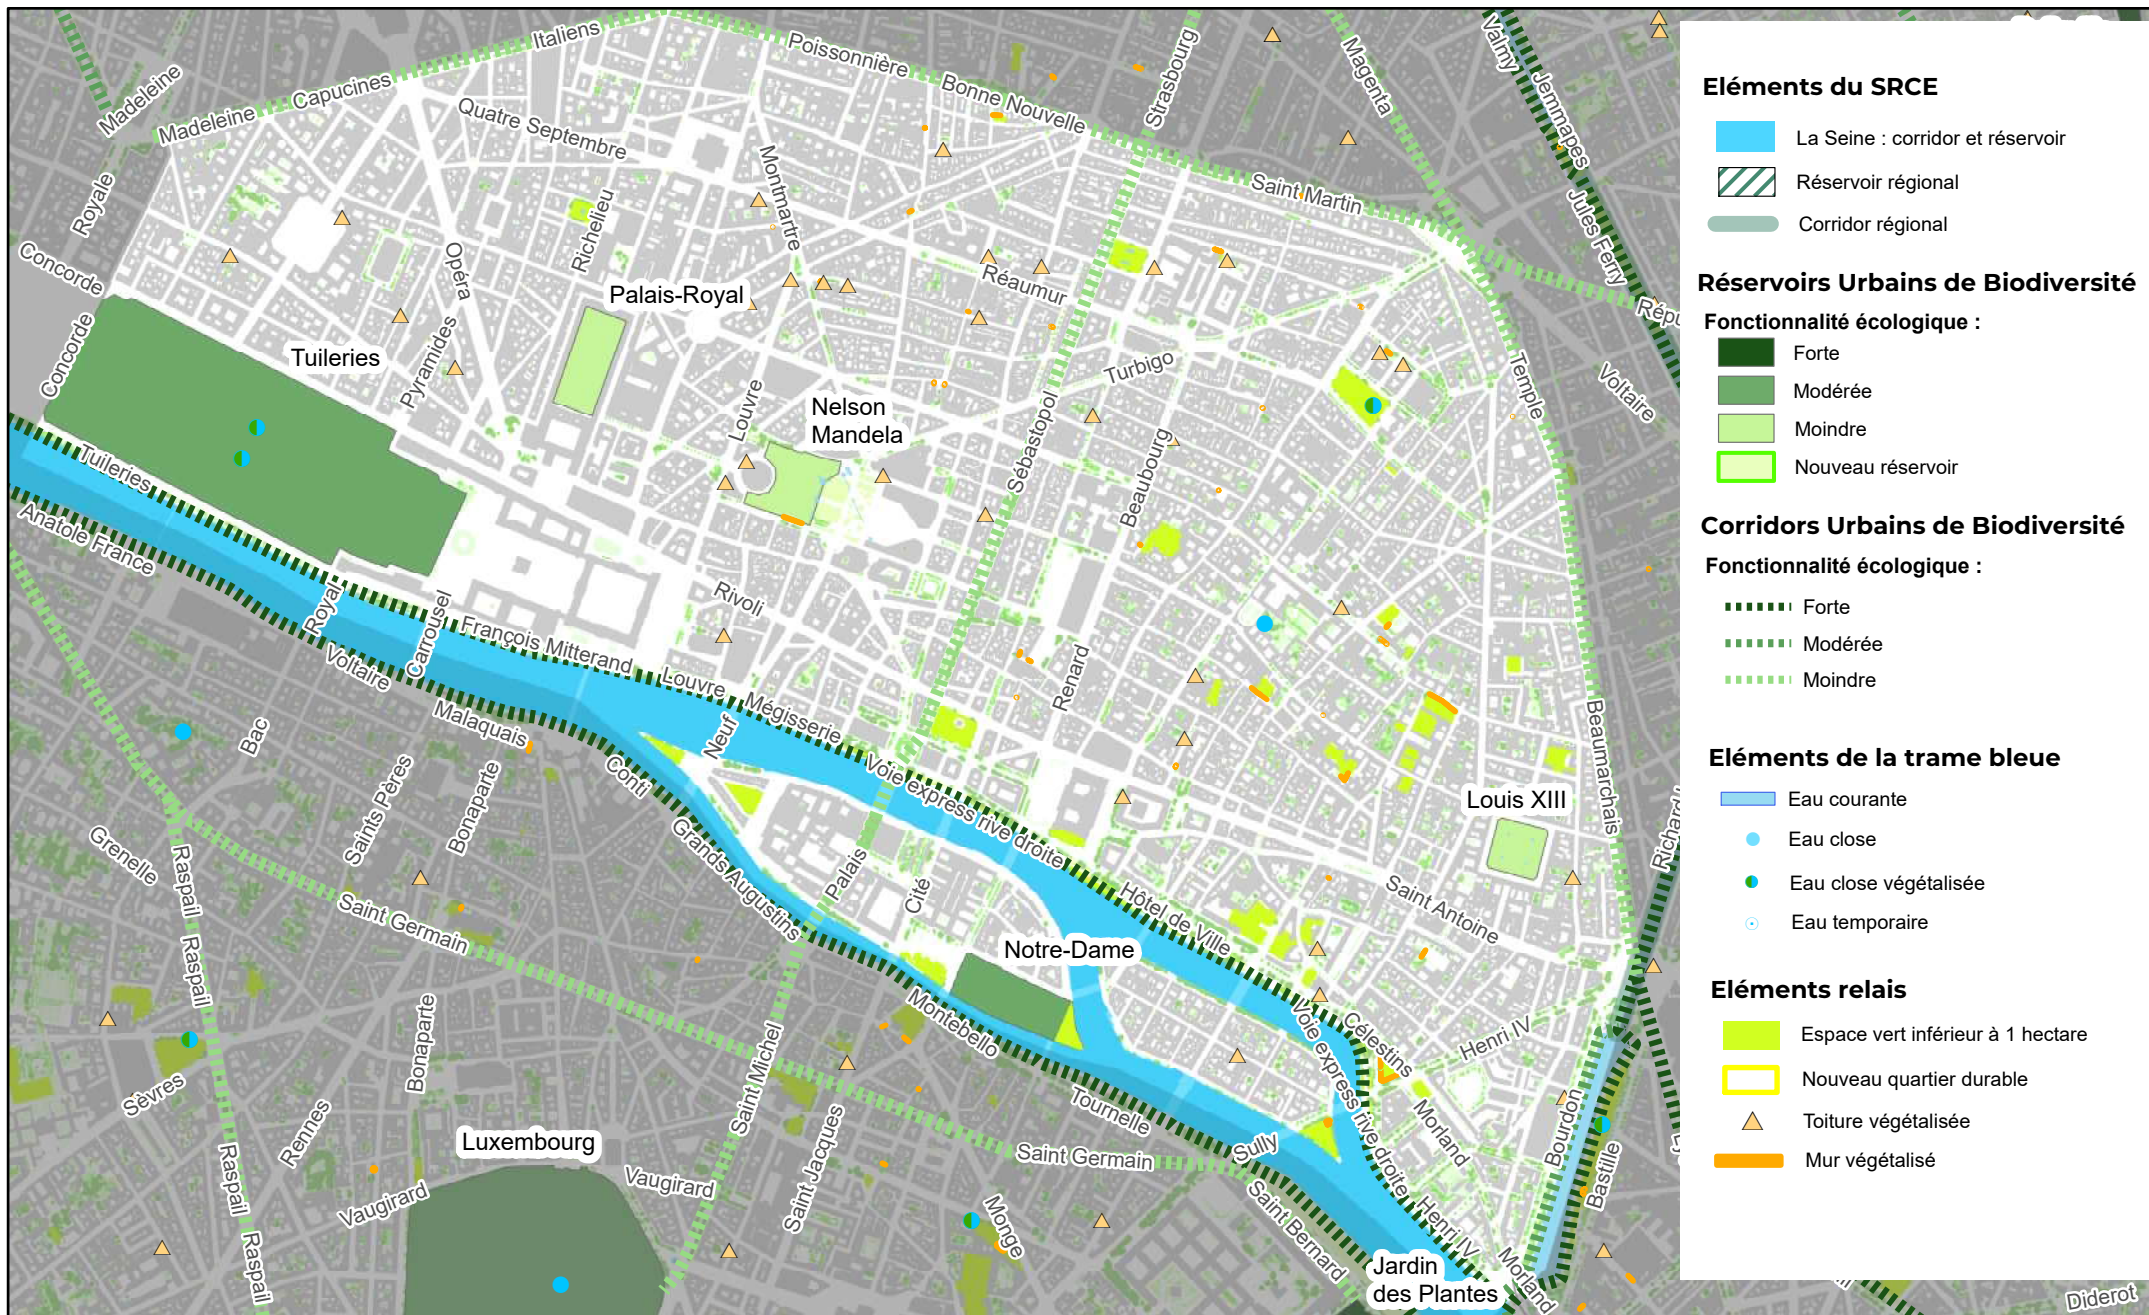 Italiens
Poissonnière
Strasbourg
Magenta
Valmy
Jemmapes
Madeleine
Capucines
Madeleine
Quatre Septembre
Bonne Nouvelle
Montmartre
Saint Martin
Jules Ferry
Royale
Richelieu
Concorde
Opéra
Réaumur
Palais-Royal
Répu
Concorde
Tuileries
Pyramides
Turbigo
Temple
Voltaire
Louvre
Nelson
Mandela
Sébastopol
Beaubourg
Tuileries
Anatole France
Rivoli
Royal
Carrousel
François Mitterand
Voltaire
Louvre
Renard
Malaquais
Neuf
Mégisserie
Bac
Conti
Voie express rive droite
Beaumarchais
Saints Pères
Bonaparte
Louis XIII
Grenelle
Grands Augustins
Palais
Cité
Richard
Raspail
Saint Germain
Hôtel de Ville
Saint Antoine
Raspail
Notre-Dame
Bonaparte
Montebello
Voie express rive droite
Célestins
Henri IV
Sèvres
Rennes
Saint Michel
Saint Jacques
Tournelle
Morland
Bourdon
Bastille
Luxembourg
Raspail
Vaugirard
Vaugirard
Saint Germain
Sully
Saint Bernard
Monge
Henri IV
Raspail
Jardin
des Plantes
Morland
Diderot
Eléments du SRCE
La Seine : corridor et réservoir
Réservoir régional
Corridor régional
Réservoirs Urbains de Biodiversité
Fonctionnalité écologique :
Forte
Modérée
Moindre
Nouveau réservoir
Corridors Urbains de Biodiversité
Fonctionnalité écologique :
Forte
Modérée
Moindre
Eléments de la trame bleue
Eau courante
Eau close
Eau close végétalisée
Eau temporaire
Eléments relais
Espace vert inférieur à 1 hectare
Nouveau quartier durable
Toiture végétalisée
Mur végétalisé